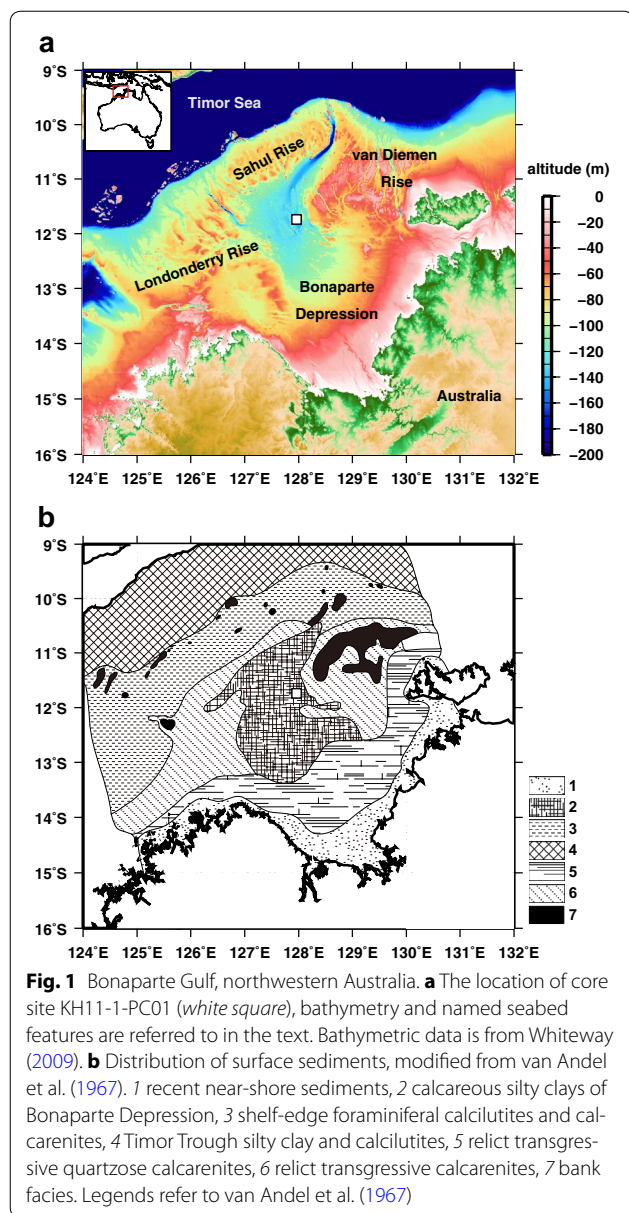 a
9°S
10°S
11°S
12°S
13°S
14°S
15°S
16°S
Timor Sea
Sahul Rise
van Diemen
Rise
Londonderry Rise
Bonaparte
Depression
Australia
124°E 125°E 126°E 127°E 128°E 129°E 130°E 131°E 132°E
altitude (m)
0
−20
−40
−60
−80
−100
−120
−140
−160
−180
−200
b
9°S
10°S
11°S
12°S
13°S
14°S
15°S
16°S
124°E 125°E 126°E 127°E 128°E 129°E 130°E 131°E 132°E
1
2
3
4
5
6
7
Fig. 1 Bonaparte Gulf, northwestern Australia. a The location of core
site KH11-1-PC01 (white square), bathymetry and named seabed
features are referred to in the text. Bathymetric data is from Whiteway
(2009). b Distribution of surface sediments, modified from van Andel
et al. (1967). 1 recent near-shore sediments, 2 calcareous silty clays of
Bonaparte Depression, 3 shelf-edge foraminiferal calcilutites and cal-
carenites, 4 Timor Trough silty clay and calcilutites, 5 relict transgres-
sive quartzose calcarenites, 6 relict transgressive calcarenites, 7 bank
facies. Legends refer to van Andel et al. (1967)